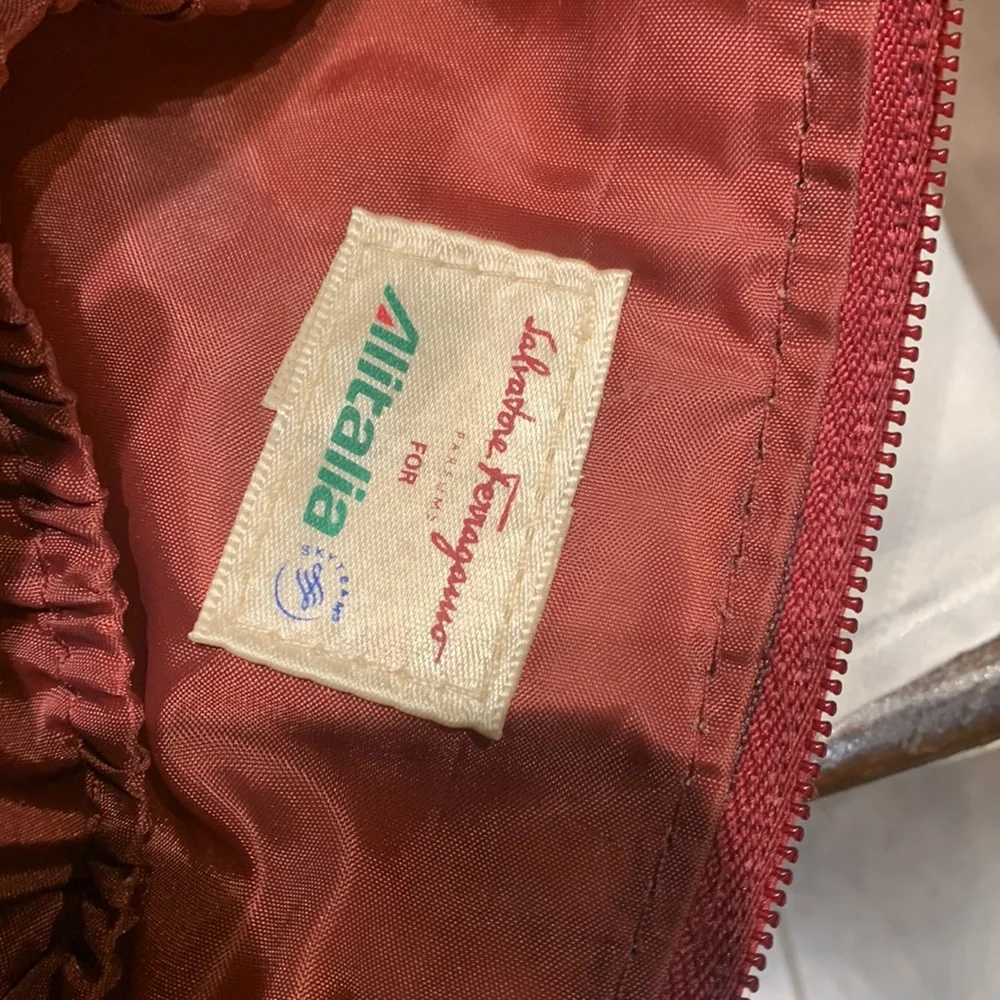 Salvatore Ferragamo
PARFUMS
FOR
Alitalia
SKYTEAM